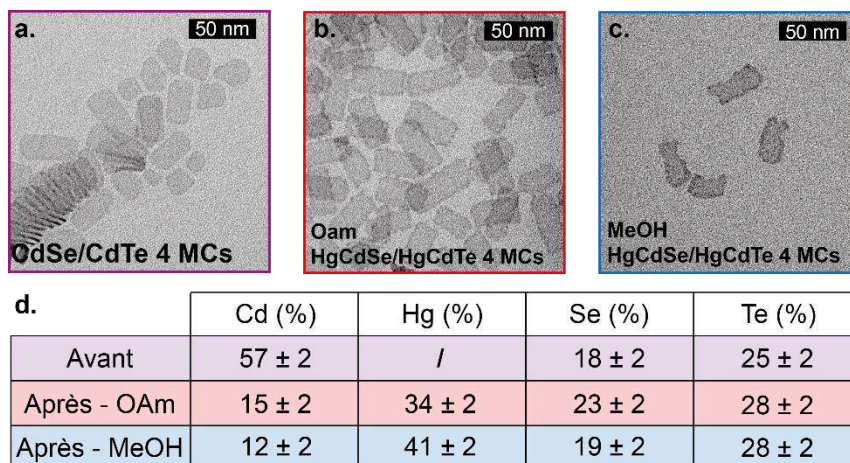 a.
50 nm
CdSe/CdTe 4 MCs
b.
50 nm
Oam
HgCdSe/HgCdTe 4 MCs
c.
50 nm
MeOH
HgCdSe/HgCdTe 4 MCs
d.
Cd (%) Hg (%) Se (%) Te (%)
Avant 57 ± 2 / 18 ± 2 25 ± 2
Après - OAm 15 ± 2 34 ± 2 23 ± 2 28 ± 2
Après - MeOH 12 ± 2 41 ± 2 19 ± 2 28 ± 2